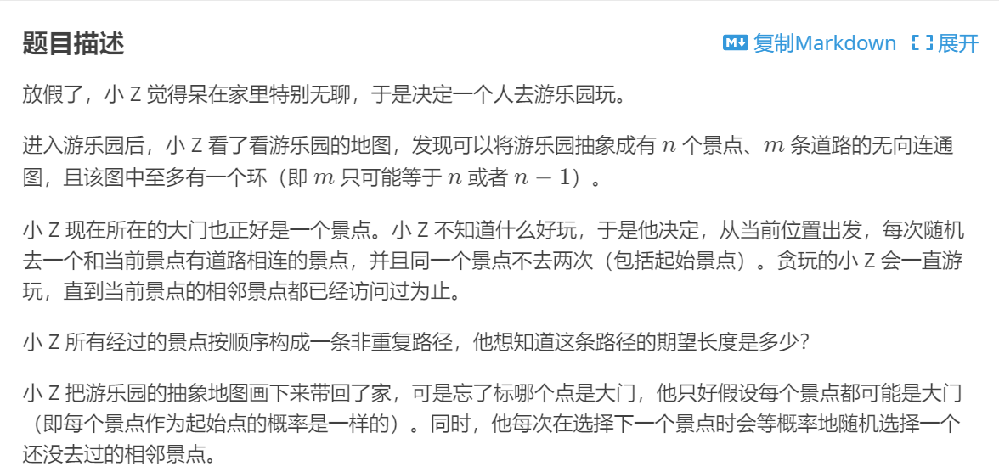 题目描述
复制Markdown 展开
放假了，小 Z 觉得呆在家里特别无聊，于是决定一个人去游乐园玩。
进入游乐园后，小 Z 看了看游乐园的地图，发现可以将游乐园抽象成有 n 个景点、m 条道路的无向连通
图，且该图中至多有一个环（即 m 只可能等于 n 或者 n − 1）。
小 Z 现在所在的大门也正好是一个景点。小 Z 不知道什么好玩，于是他决定，从当前位置出发，每次随机
去一个和当前景点有道路相连的景点，并且同一个景点不去两次（包括起始景点）。贪玩的小 Z 会一直游
玩，直到当前景点的相邻景点都已经访问过为止。
小 Z 所有经过的景点按顺序构成一条非重复路径，他想知道这条路径的期望长度是多少？
小 Z 把游乐园的抽象地图画下来带回了家，可是忘了标哪个点是大门，他只好假设每个景点都可能是大门
（即每个景点作为起始点的概率是一样的）。同时，他每次在选择下一个景点时会等概率地随机选择一个
还没去过的相邻景点。